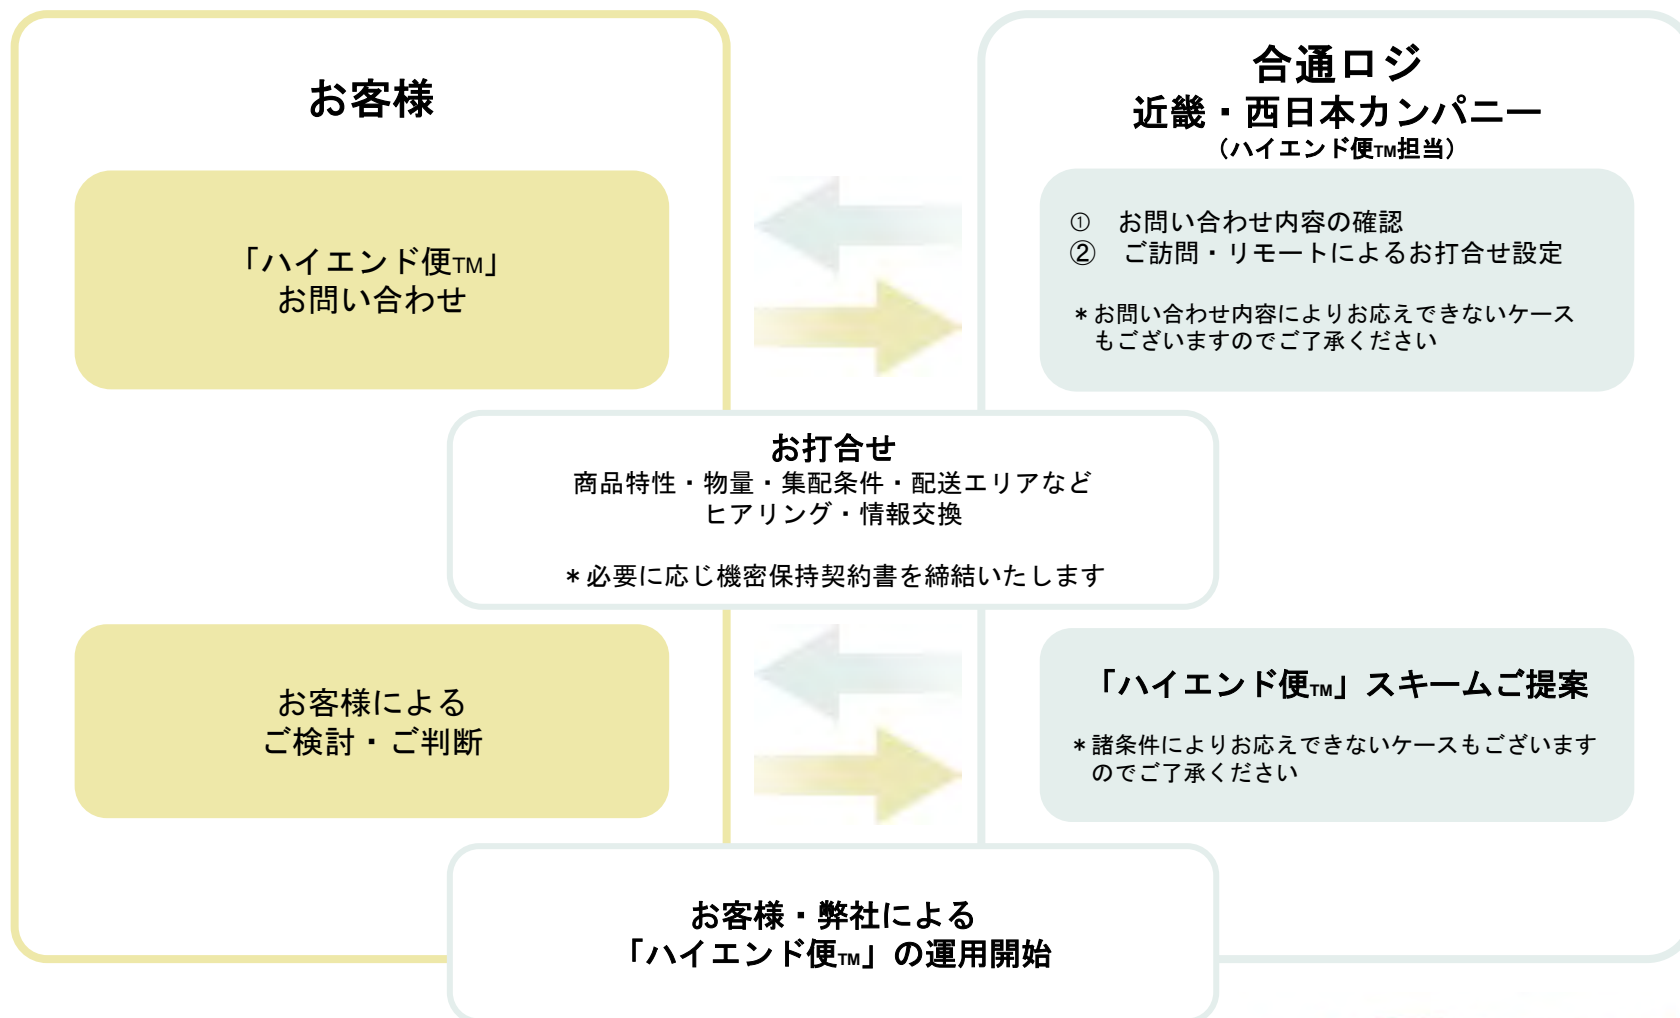 お客様
「ハイエンド便TM」
お問い合わせ
合通ロジ
近畿・西日本カンパニー
（ハイエンド便TM担当）
① お問い合わせ内容の確認
② ご訪問・リモートによるお打合せ設定
＊お問い合わせ内容によりお応えできないケース
もございますのでご了承ください
お打合せ
商品特性・物量・集配条件・配送エリアなど
ヒアリング・情報交換
＊必要に応じ機密保持契約書を締結いたします
お客様による
ご検討・ご判断
「ハイエンド便TM」スキームご提案
＊諸条件によりお応えできないケースもございます
のでご了承ください
お客様・弊社による
「ハイエンド便TM」の運用開始